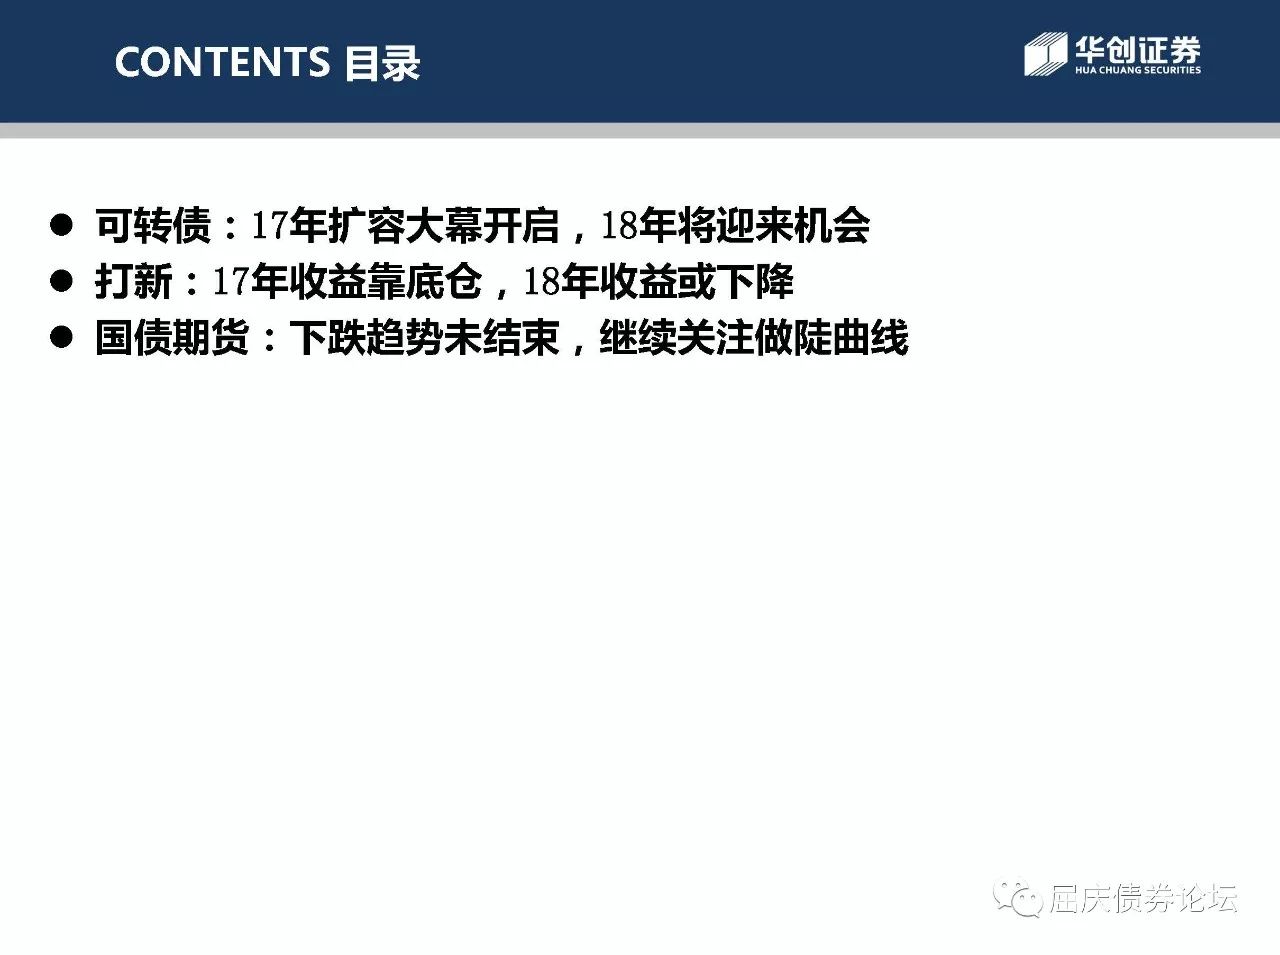 CONTENTS 目录
华创证券
HUA CHUANG SECURITIES
● 可转债：17年扩容大幕开启，18年将迎来机会
● 打新：17年收益靠底仓，18年收益或下降
● 国债期货：下跌趋势未结束，继续关注做陡曲线
屈庆债券论坛